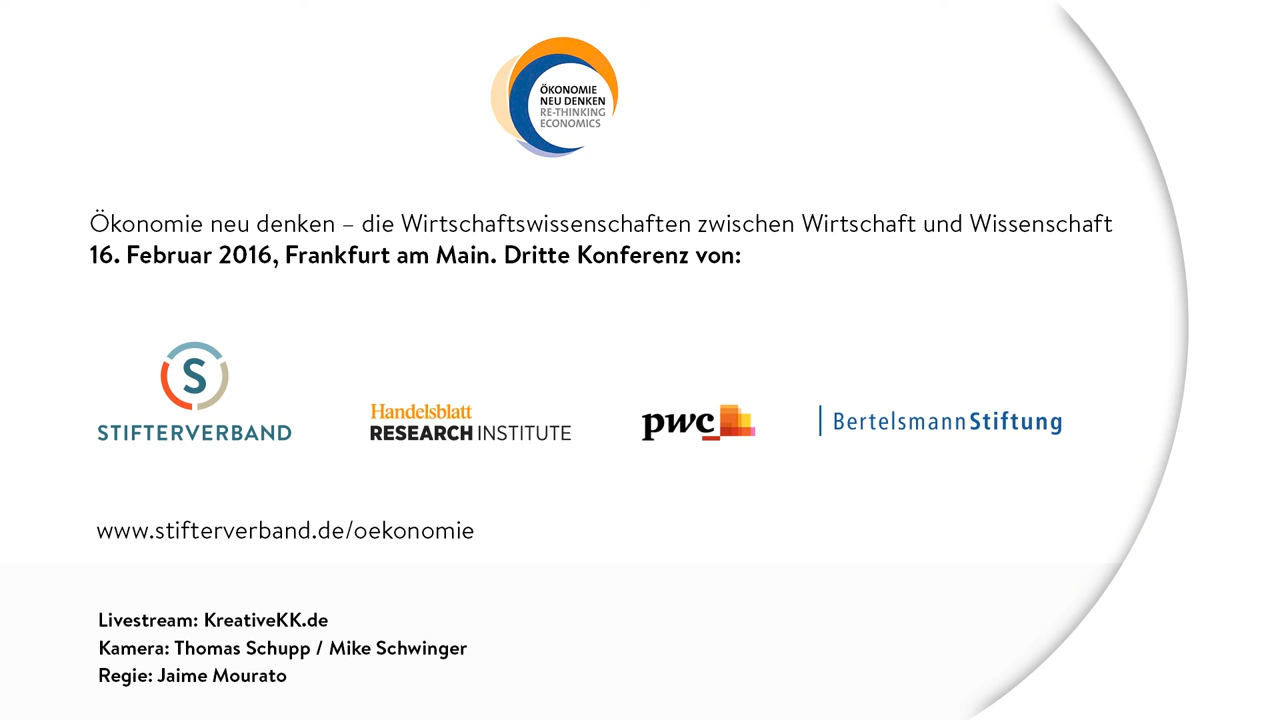 ÖKONOMIE
NEU DENKEN
RE-THINKING
ECONOMICS
Ökonomie neu denken – die Wirtschaftswissenschaften zwischen Wirtschaft und Wissenschaft
16. Februar 2016, Frankfurt am Main. Dritte Konferenz von:
S
STIFTERVERBAND
Handelsblatt
RESEARCH INSTITUTE
pwc
BertelsmannStiftung
www.stifterverband.de/oekonomie
Livestream: KreativeKK.de
Kamera: Thomas Schupp / Mike Schwinger
Regie: Jaime Mourato